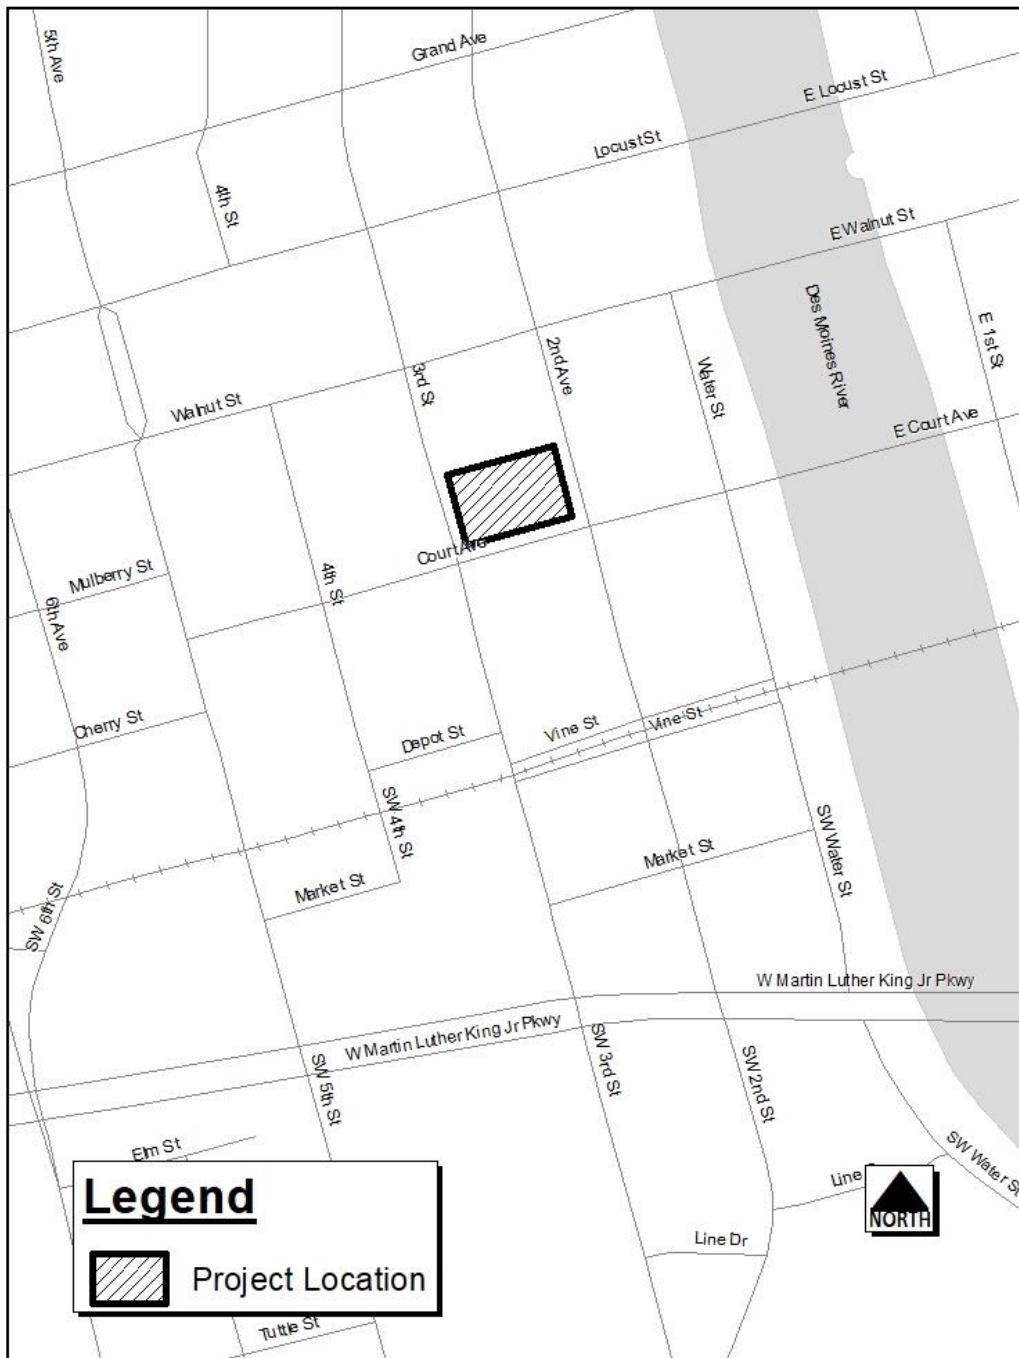 Grand Ave
5th Ave
E Locust St
Locust St
4th St
E Walnut St
Des Moines River
E 1st St
2nd Ave
3rd St
Water St
Walnut St
E Court Ave
Court Ave
4th St
Mulberry St
6th Ave
Cherry St
Depot St
Vine St
Vine St
SW 4th St
SW Water St
Market St
Market St
SW 6th St
W Martin Luther King Jr Pkwy
W Martin Luther King Jr Pkwy
SW 5th St
SW 3rd St
SW 2nd St
Elm St
SW Water St
Line
NORTH
Line Dr
Legend
Project Location
Tuttle St